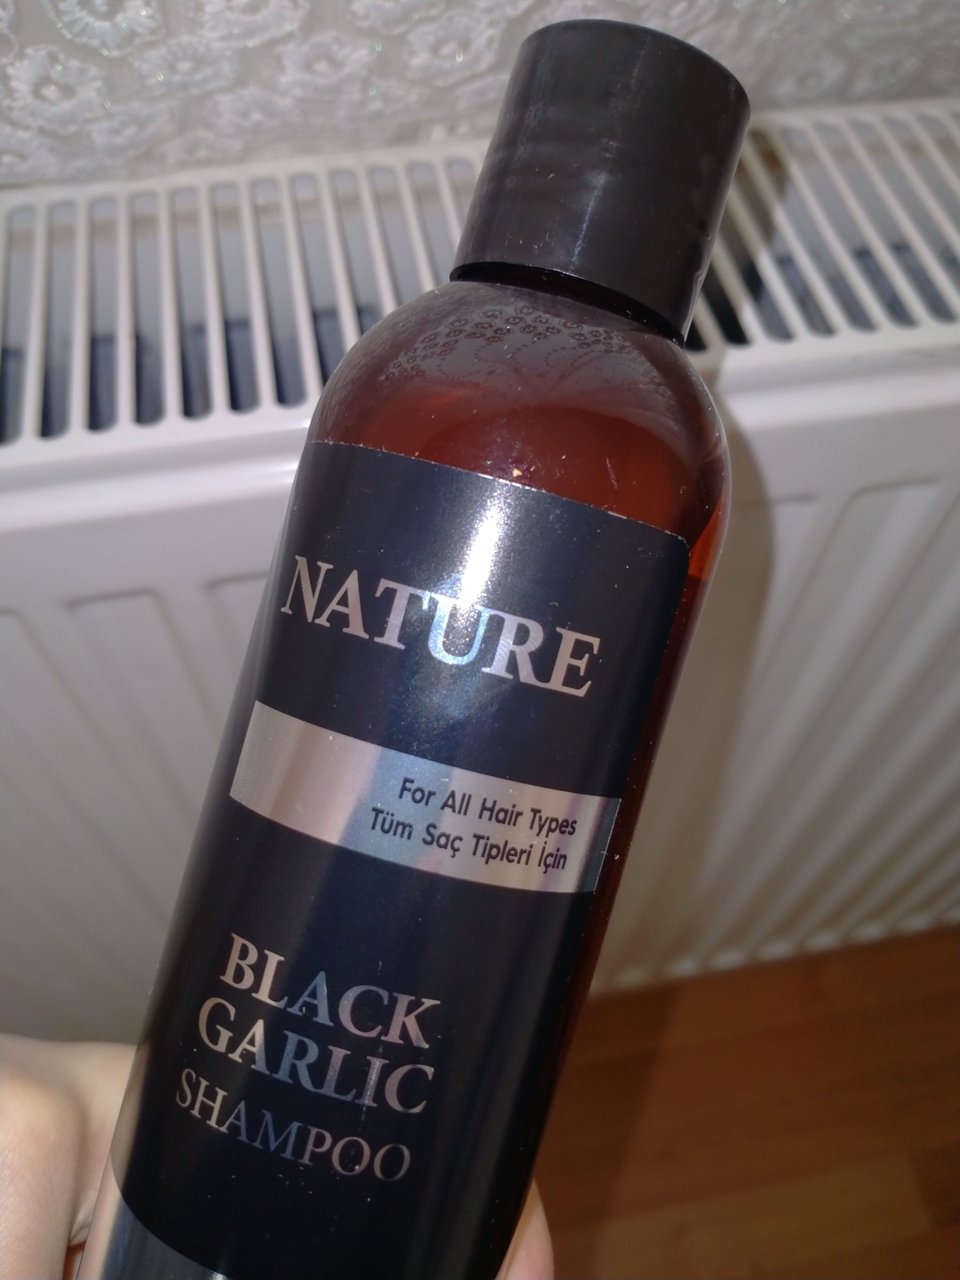 NATURE
For All Hair Types
Tüm Saç Tipleri İçin
BLACK
GARLIC
SHAMPOO